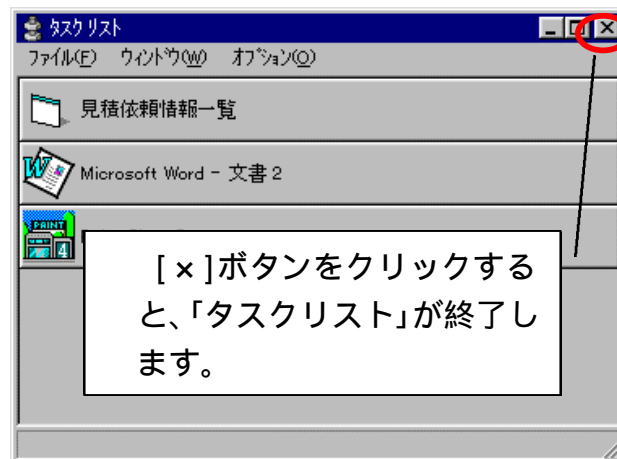 タスク リスト
ファイル(F) ウィンドウ(W) オプション(O)
見積依頼情報一覧
Microsoft Word - 文書 2
PAINT
4
[×]ボタンをクリックする
と、「タスクリスト」が終了し
ます。